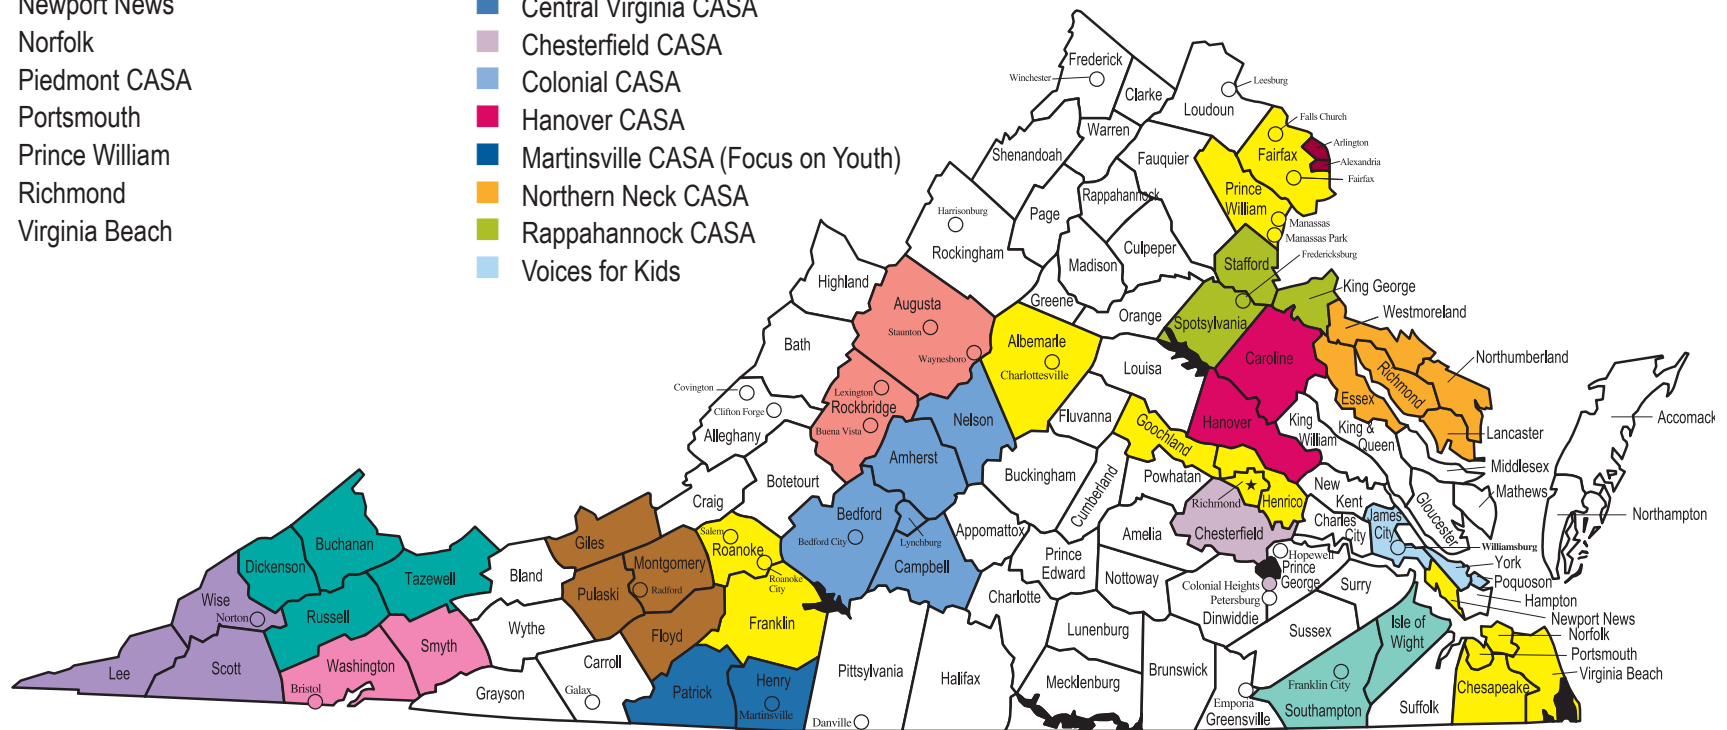 Newport News
Norfolk
Piedmont CASA
Portsmouth
Prince William
Richmond
Virginia Beach
Central Virginia CASA
Chesterfield CASA
Colonial CASA
Hanover CASA
Martinsville CASA (Focus on Youth)
Northern Neck CASA
Rappahannock CASA
Voices for Kids
Frederick
Winchester
Clarke
Leesburg
Loudoun
Warren
Falls Church
Arlington
Fairfax
Alexandria
Fairfax
Shenandoah
Fauquier
Rappahannock
Prince
William
Page
Harrisonburg
Rockingham
Manassas
Manassas Park
Culpeper
Madison
Fredericksburg
Stafford
Highland
King George
Greene
Augusta
Orange
Westmoreland
Staunton
Spotsylvania
Bath
Albemarle
Waynesboro
Caroline
Northumberland
Charlottesville
Louisa
Covington
Lexington
Richmond
Clifton Forge
Rockbridge
Essex
Nelson
Fluvanna
Accomack
Buena Vista
Hanover
King
William
King &
Queen
Goochland
Lancaster
Alleghany
Amherst
Middlesex
Buckingham
Cumberland
Powhatan
Botetourt
Craig
New
Kent
Mathews
Richmond
Henrico
Gloucester
Northampton
Bedford
Appomattox
Chesterfield
Charles
City
James
City
Amelia
Giles
Salem
Roanoke
Bedford City
Lynchburg
Buchanan
Williamsburg
Hopewell
Prince
George
Prince
Edward
York
Dickenson
Montgomery
Campbell
Tazewell
Bland
Roanoke
City
Nottoway
Colonial Heights
Petersburg
Surry
Poquoson
Wise
Pulaski
Radford
Charlotte
Hampton
Norton
Russell
Franklin
Dinwiddie
Newport News
Wythe
Floyd
Lunenburg
Sussex
Isle of
Wight
Norfolk
Smyth
Portsmouth
Lee
Scott
Washington
Carroll
Pittsylvania
Halifax
Brunswick
Virginia Beach
Bristol
Grayson
Galax
Patrick
Henry
Mecklenburg
Franklin City
Chesapeake
Martinsville
Danville
Emporia
Greensville
Southampton
Suffolk